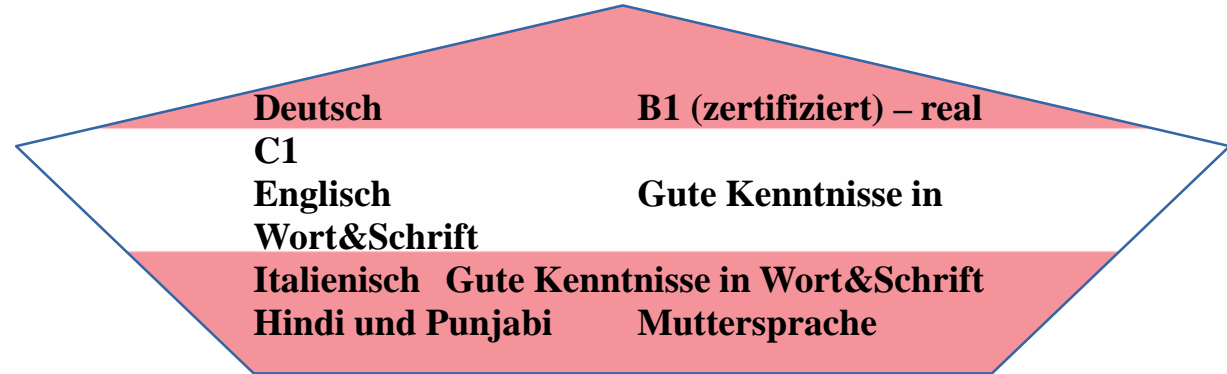 Deutsch B1 (zertifiziert) – real
C1
Englisch Gute Kenntnisse in
Wort&Schrift
Italienisch Gute Kenntnisse in Wort&Schrift
Hindi und Punjabi Muttersprache